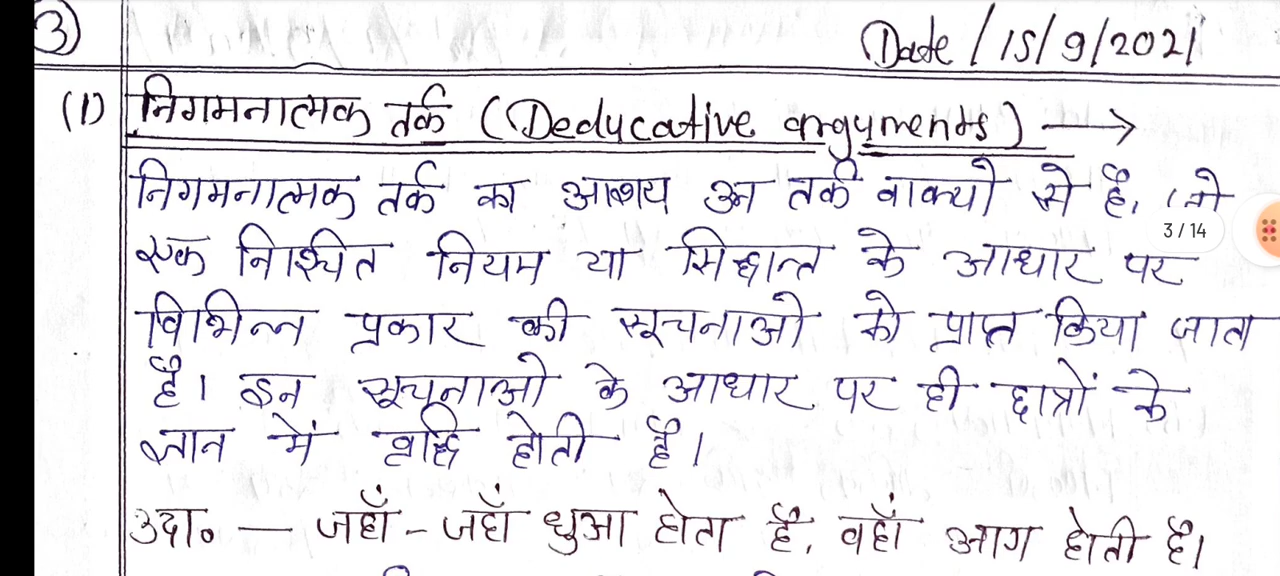 3)
Date / 15/9/2021
(1) निगमनात्मक तर्क (Deducative arguments) →
निगमनात्मक तर्क का आशय उन तर्क वाक्यो से है, जो
3 / 14
एक निश्चित नियम या सिद्धान्त के आधार पर
विभिन्न प्रकार की सूचनाओ को प्राप्त किया जाता
है। इन सूचनाओ के आधार पर ही छात्रों के
ज्ञान में वृद्धि होती है।
उदा० — जहाँ - जहाँ धुआ होता है, वहाँ आग होती है।